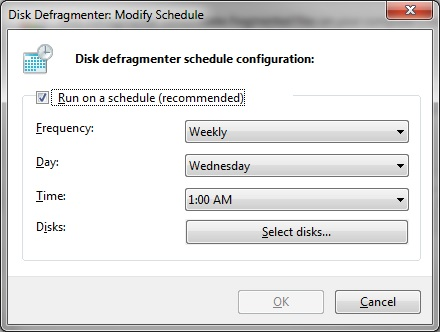 Disk Defragmenter: Modify Schedule
Disk defragmenter schedule configuration:
Run on a schedule (recommended)
Frequency: Weekly
Day: Wednesday
Time: 1:00 AM
Disks: Select disks...
OK Cancel